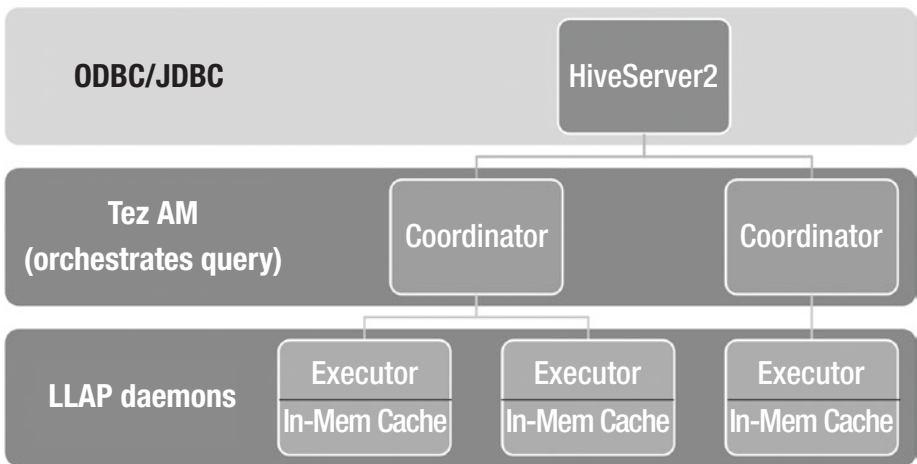 ODBC/JDBC
HiveServer2
Tez AM
(orchestrates query)
Coordinator
Coordinator
LLAP daemons
Executor
In-Mem Cache
Executor
In-Mem Cache
Executor
In-Mem Cache